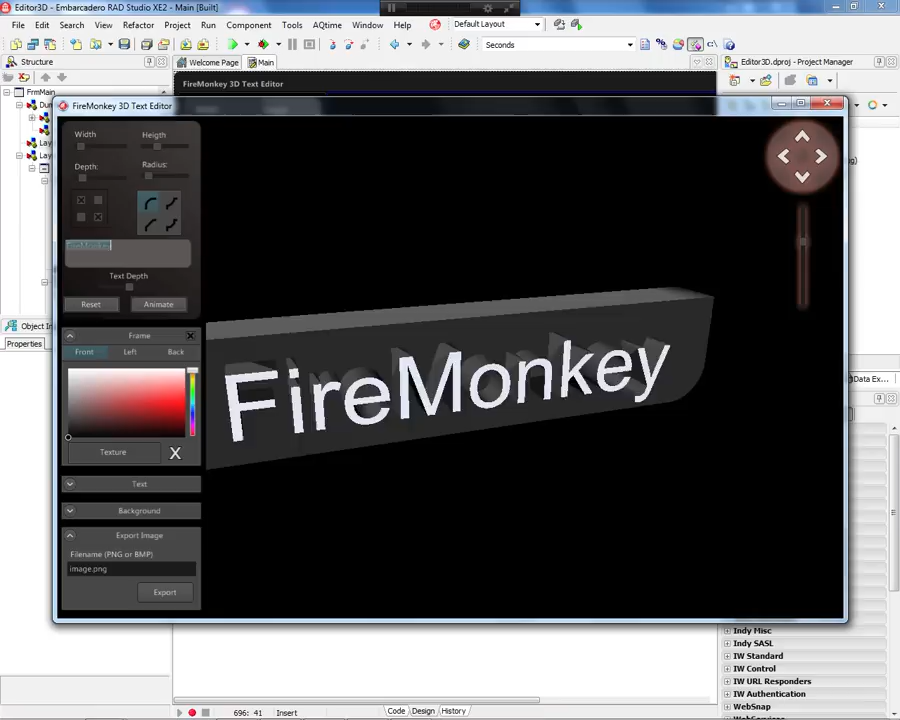 Editor3D - Embarcadero RAD Studio XE2 - Main [Built]
File Edit Search View Refactor Project Run Component Tools AQtime Window Help
Default Layout
Seconds
Structure
Welcome Page Main
Editor3D.dproj - Project Manager
FireMonkey 3D Text Editor
FrmMain
FireMonkey 3D Text Editor
Width Heigth
Depth: Radius:
FireMonkey
Text Depth
Reset Animate
Frame
Front Left Back
Texture X
Text
Background
Export Image
Filename (PNG or BMP)
image.png
Export
FireMonkey
Properties
Data Ex...
Indy Misc
Indy SASL
IW Standard
IW Control
IW URL Responders
IW Authentication
WebSnap
696: 41 Insert Code Design History